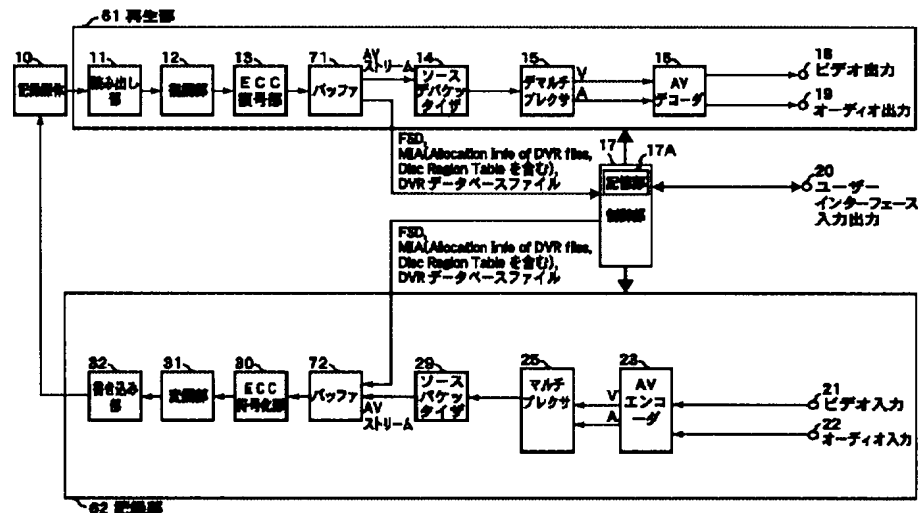 61 再生部
10
記録媒体
11
読み出し
部
12
復調部
13
ECC
復号部
71
バッファ
AV
ストリーム
14
ソース
デパケッ
タイザ
15
デマルチ
プレクサ
V
A
16
AV
デコーダ
18
ビデオ出力
19
オーディオ出力
FSD,
MIA(Allocation info of DVR files,
Disc Region Table を含む),
DVR データベースファイル
17
17A
記憶部
制御部
20
ユーザー
インターフェース
入力出力
FSD,
MIA(Allocation info of DVR files,
Disc Region Table を含む),
DVR データベースファイル
32
書き込み
部
31
変調部
30
ECC
符号化部
72
バッファ
AV
ストリーム
29
ソース
パケッ
タイザ
25
マルチ
プレクサ
V
A
23
AV
エンコ
ーダ
21
ビデオ入力
22
オーディオ入力
62 記録部